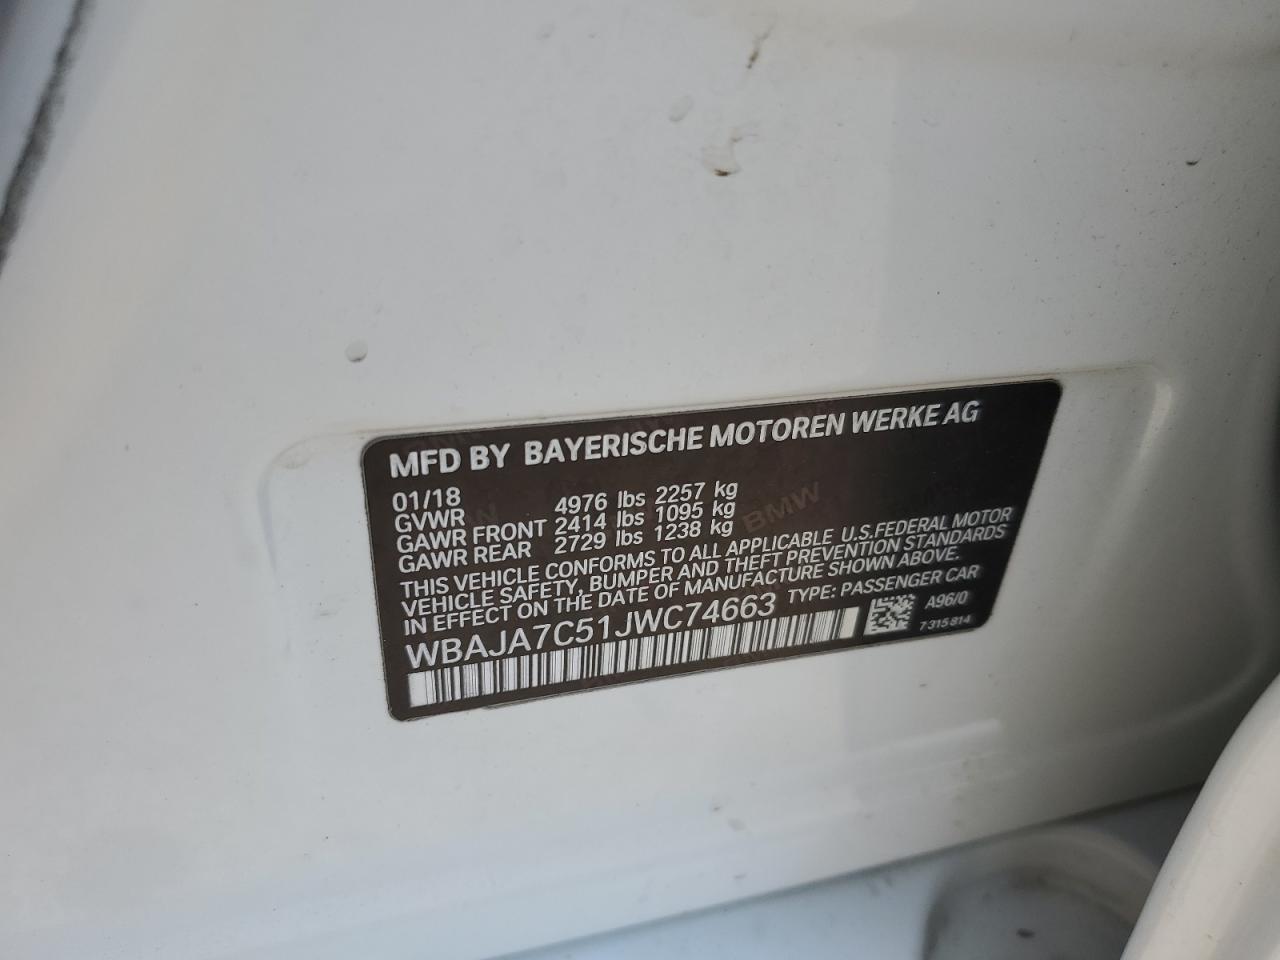 MFD BY BAYERISCHE MOTOREN WERKE AG
01/18
GVWR 4976 lbs 2257 kg
GAWR FRONT 2414 lbs 1095 kg
GAWR REAR 2729 lbs 1238 kg
THIS VEHICLE CONFORMS TO ALL APPLICABLE U.S.FEDERAL MOTOR
VEHICLE SAFETY, BUMPER AND THEFT PREVENTION STANDARDS
IN EFFECT ON THE DATE OF MANUFACTURE SHOWN ABOVE.
WBAJA7C51JWC74663 TYPE: PASSENGER CAR
A96/0
7 315 814
BMW